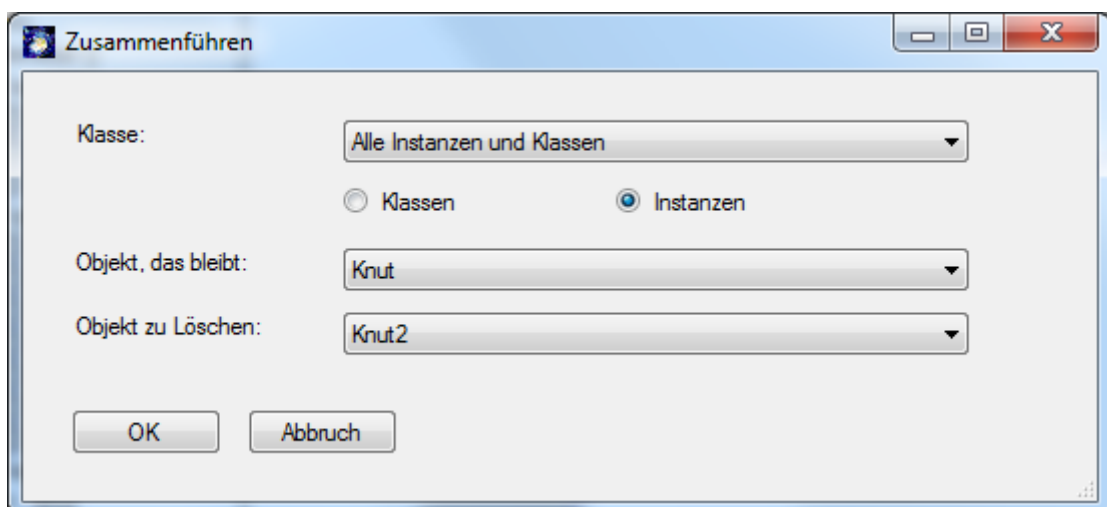 Zusammenführen
Klasse:
Alle Instanzen und Klassen
Klassen Instanzen
Objekt, das bleibt:
Knut
Objekt zu Löschen:
Knut2
OK Abbruch